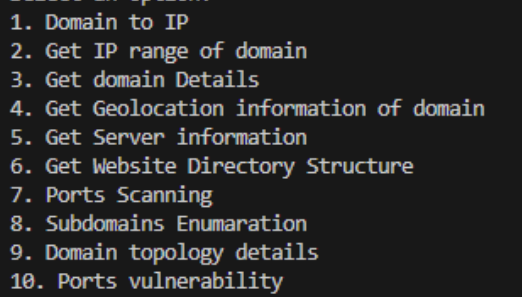 1. Domain to IP
2. Get IP range of domain
3. Get domain Details
4. Get Geolocation information of domain
5. Get Server information
6. Get Website Directory Structure
7. Ports Scanning
8. Subdomains Enumaration
9. Domain topology details
10. Ports vulnerability